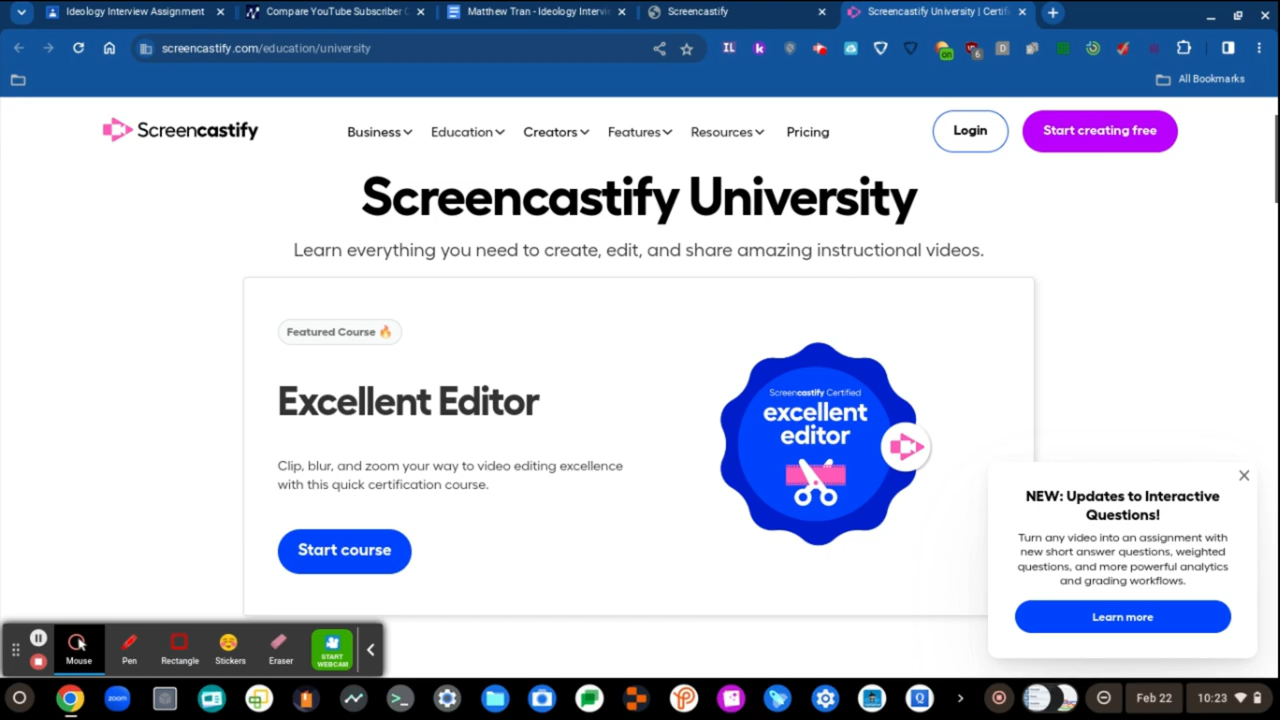 Ideology Interview Assignment
Compare YouTube Subscriber
Matthew Tran - Ideology Intervi
Screencastify
Screencastify University | Certif
screencastify.com/education/university
IL
k
on
6
D
All Bookmarks
Screencastify
Business
Education
Creators
Features
Resources
Pricing
Login
Start creating free
Screencastify University
Learn everything you need to create, edit, and share amazing instructional videos.
Featured Course 🔥
Excellent Editor
Clip, blur, and zoom your way to video editing excellence
with this quick certification course.
Start course
Screencastify Certified
excellent
editor
NEW: Updates to Interactive
Questions!
Turn any video into an assignment with
new short answer questions, weighted
questions, and more powerful analytics
and grading workflows.
Learn more
Mouse
Pen
Rectangle
Stickers
Eraser
START
WEBCAM
zoom
Feb 22
10:23